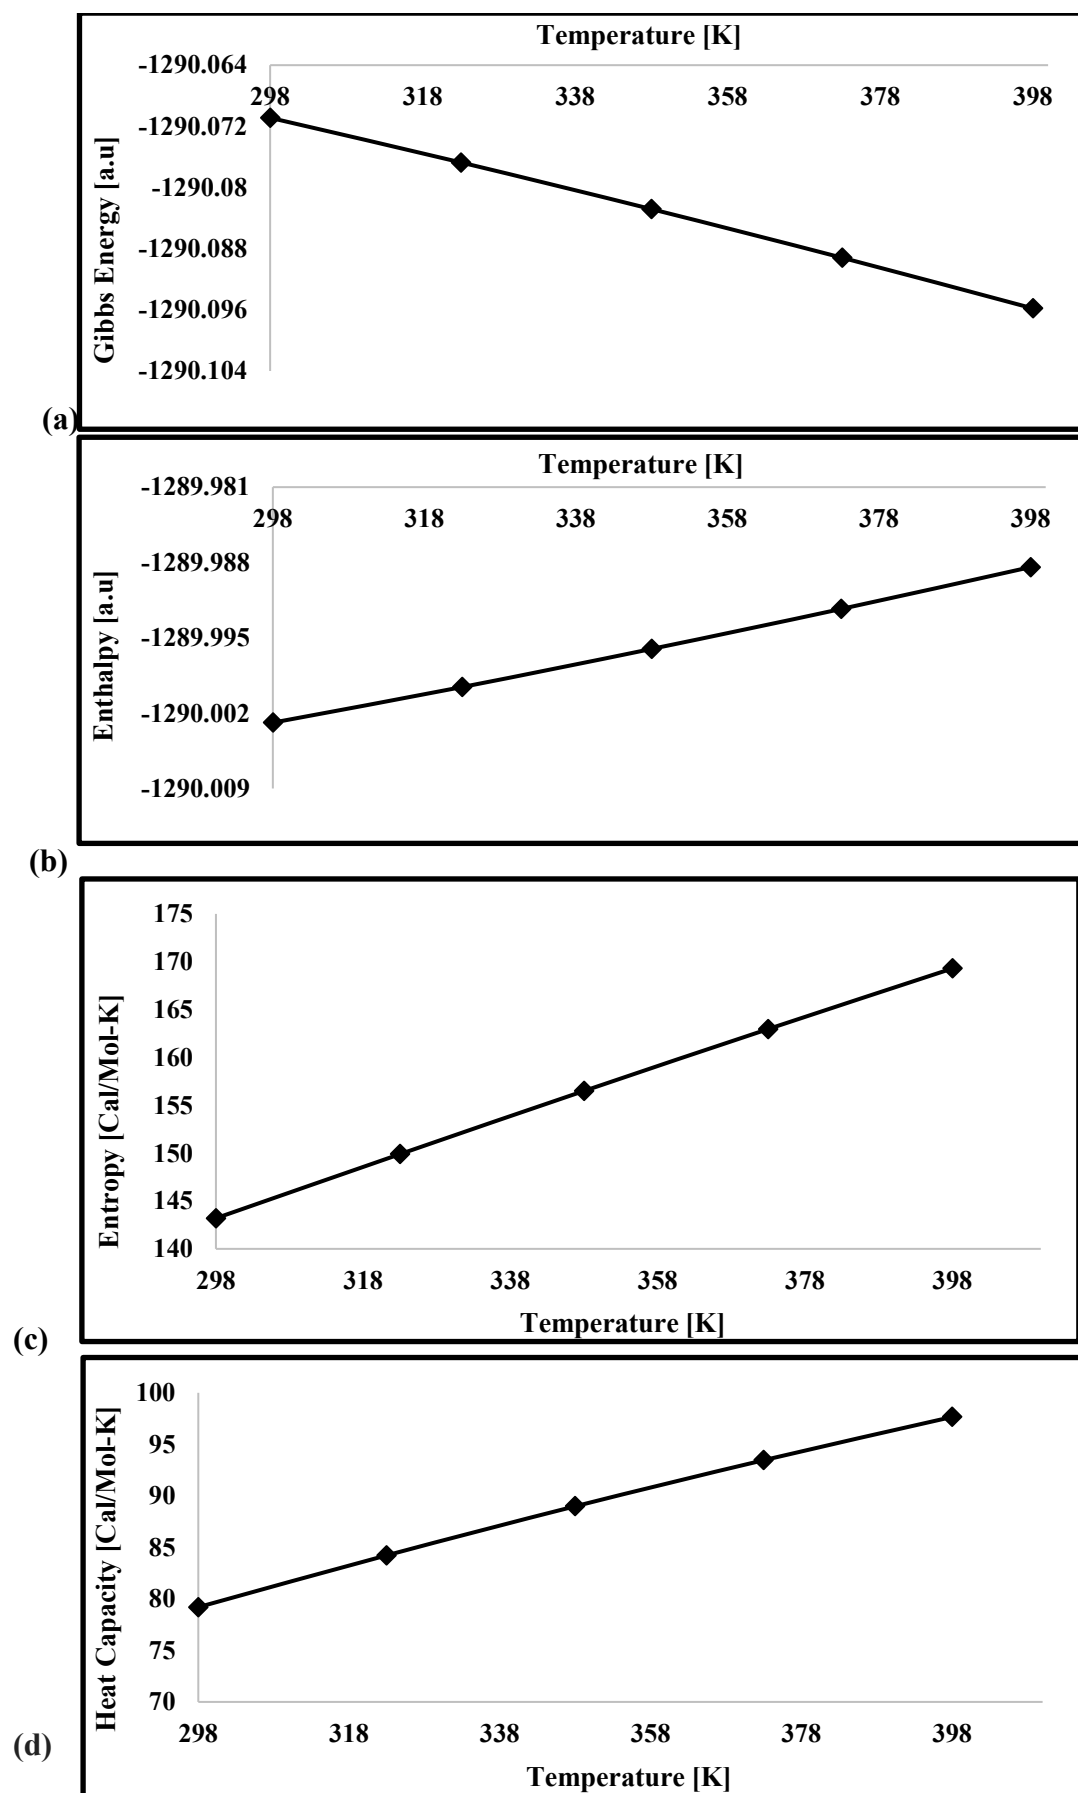 Temperature [K]
-1290.064
298 318 338 358 378 398
-1290.072
-1290.08
-1290.088
-1290.096
-1290.104
Gibbs Energy [a.u]
(a)
Temperature [K]
-1289.981
298 318 338 358 378 398
-1289.988
-1289.995
-1290.002
-1290.009
Enthalpy [a.u]
(b)
175
170
165
160
155
150
145
140
Entropy [Cal/Mol-K]
298 318 338 358 378 398
Temperature [K]
(c)
100
95
90
85
80
75
70
Heat Capacity [Cal/Mol-K]
298 318 338 358 378 398
Temperature [K]
(d)